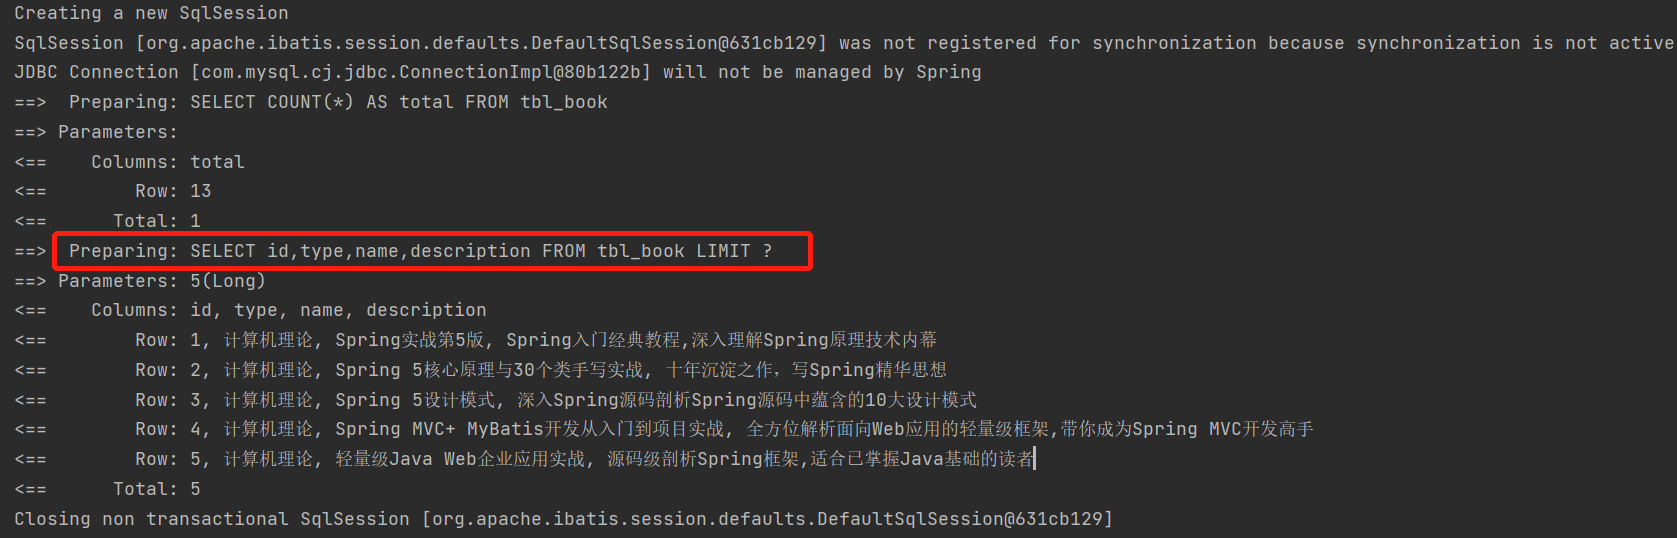 Creating a new SqlSession
SqlSession [org.apache.ibatis.session.defaults.DefaultSqlSession@631cb129] was not registered for synchronization because synchronization is not active
JDBC Connection [com.mysql.cj.jdbc.ConnectionImpl@80b122b] will not be managed by Spring
==>  Preparing: SELECT COUNT(*) AS total FROM tbl_book
==> Parameters:
<==    Columns: total
<==        Row: 13
<==      Total: 1
==>  Preparing: SELECT id,type,name,description FROM tbl_book LIMIT ?
==> Parameters: 5(Long)
<==    Columns: id, type, name, description
<==        Row: 1, 计算机理论, Spring实战第5版, Spring入门经典教程,深入理解Spring原理技术内幕
<==        Row: 2, 计算机理论, Spring 5核心原理与30个类手写实战, 十年沉淀之作，写Spring精华思想
<==        Row: 3, 计算机理论, Spring 5设计模式, 深入Spring源码剖析Spring源码中蕴含的10大设计模式
<==        Row: 4, 计算机理论, Spring MVC+ MyBatis开发从入门到项目实战, 全方位解析面向Web应用的轻量级框架,带你成为Spring MVC开发高手
<==        Row: 5, 计算机理论, 轻量级Java Web企业应用实战, 源码级剖析Spring框架,适合已掌握Java基础的读者
<==      Total: 5
Closing non transactional SqlSession [org.apache.ibatis.session.defaults.DefaultSqlSession@631cb129]